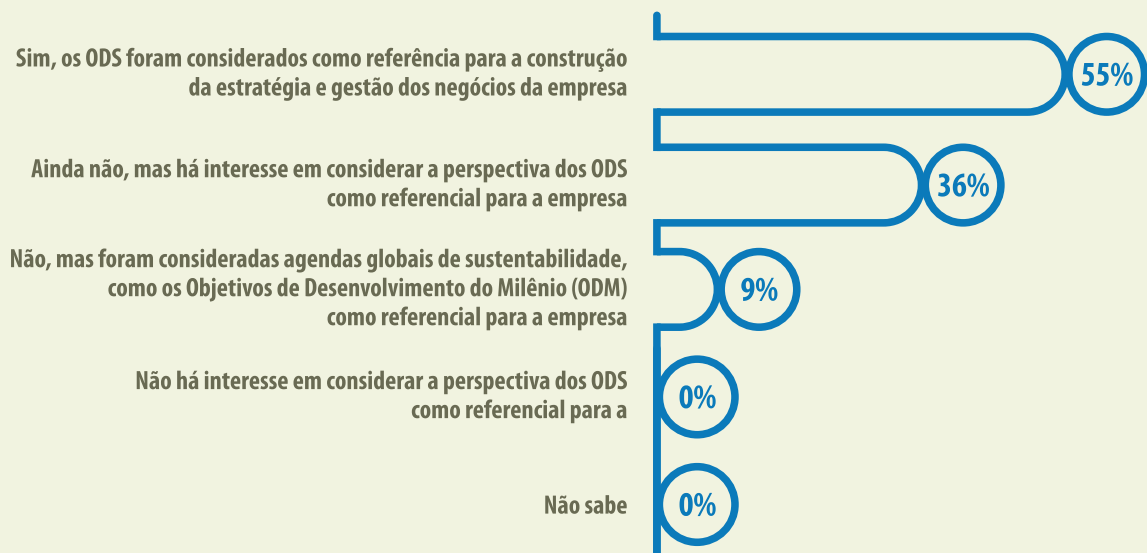 Sim, os ODS foram considerados como referência para a construção
da estratégia e gestão dos negócios da empresa
55%
Ainda não, mas há interesse em considerar a perspectiva dos ODS
como referencial para a empresa
36%
Não, mas foram consideradas agendas globais de sustentabilidade,
como os Objetivos de Desenvolvimento do Milênio (ODM)
como referencial para a empresa
9%
Não há interesse em considerar a perspectiva dos ODS
como referencial para a
0%
Não sabe
0%